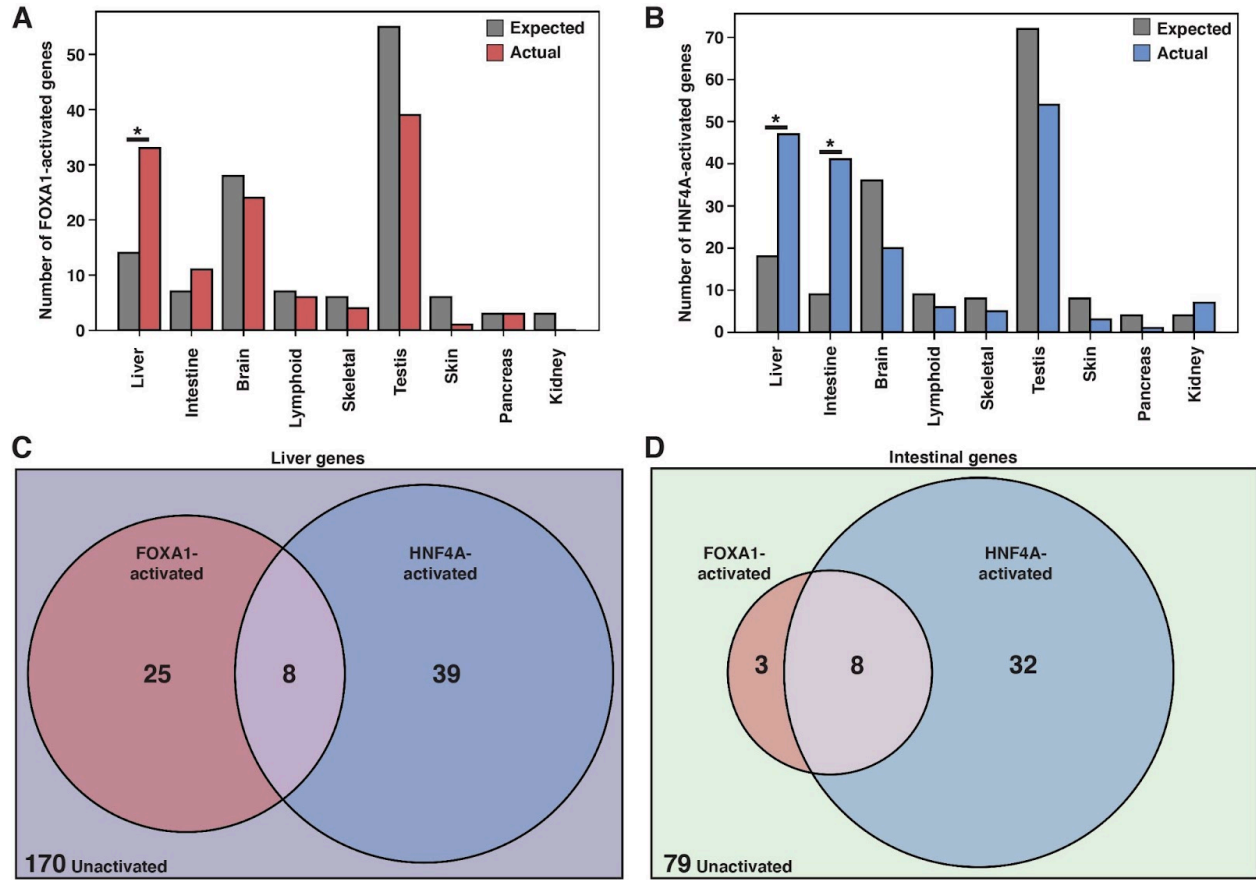 A
Number of FOXA1-activated genes
50
40
30
20
10
0
Expected
Actual
*
Liver
Intestine
Brain
Lymphoid
Skeletal
Testis
Skin
Pancreas
Kidney
B
Number of HNF4A-activated genes
70
60
50
40
30
20
10
0
Expected
Actual
*
*
Liver
Intestine
Brain
Lymphoid
Skeletal
Testis
Skin
Pancreas
Kidney
C
Liver genes
FOXA1-
activated
HNF4A-
activated
25
8
39
170 Unactivated
D
Intestinal genes
FOXA1-
activated
HNF4A-
activated
3
8
32
79 Unactivated